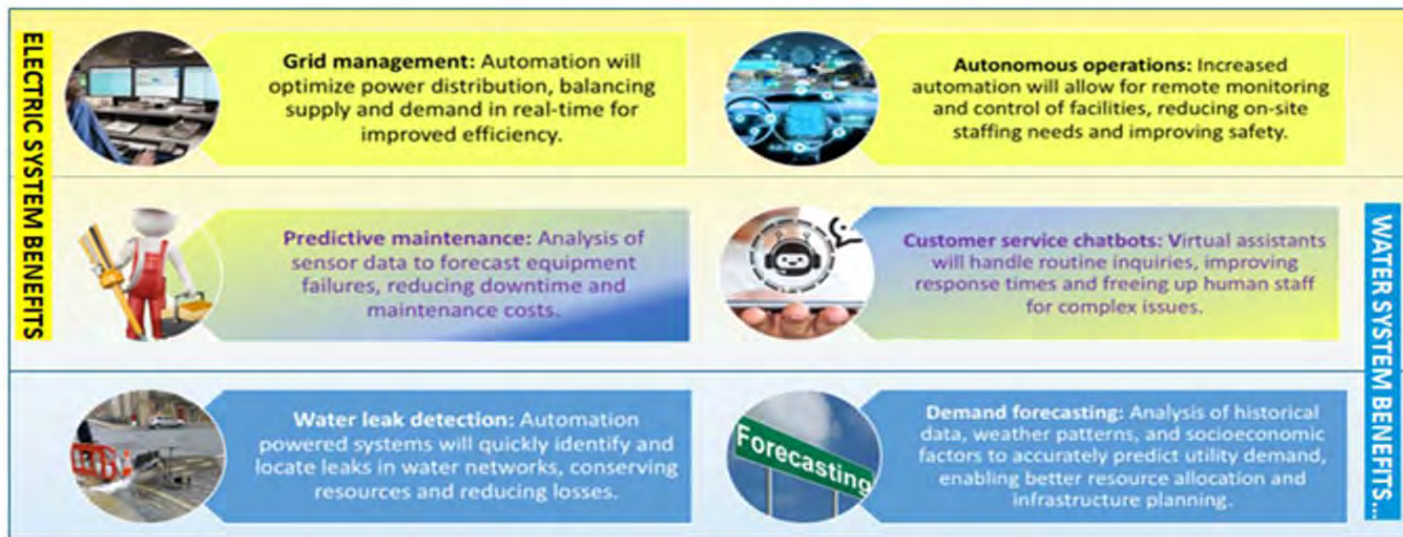 ELECTRIC SYSTEM BENEFITS
Grid management: Automation will
optimize power distribution, balancing
supply and demand in real-time for
improved efficiency.
Autonomous operations: Increased
automation will allow for remote monitoring
and control of facilities, reducing on-site
staffing needs and improving safety.
Predictive maintenance: Analysis of
sensor data to forecast equipment
failures, reducing downtime and
maintenance costs.
Customer service chatbots: Virtual assistants
will handle routine inquiries, improving
response times and freeing up human staff
for complex issues.
WATER SYSTEM BENEFITS...
Water leak detection: Automation
powered systems will quickly identify and
locate leaks in water networks, conserving
resources and reducing losses.
Forecasting
Demand forecasting: Analysis of historical
data, weather patterns, and socioeconomic
factors to accurately predict utility demand,
enabling better resource allocation and
infrastructure planning.